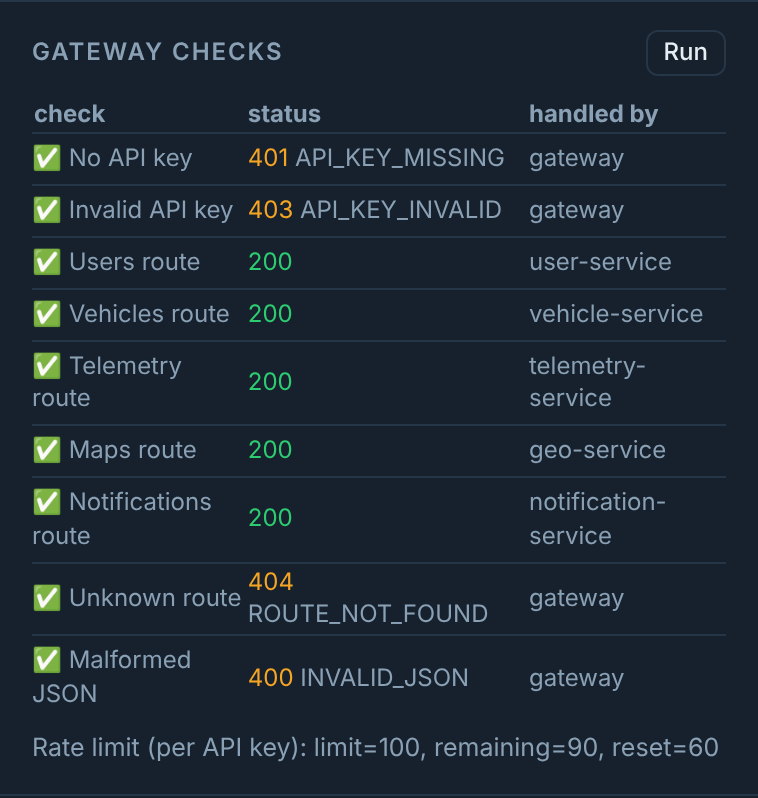 GATEWAY CHECKS Run
check status handled by
✅ No API key 401 API_KEY_MISSING gateway
✅ Invalid API key 403 API_KEY_INVALID gateway
✅ Users route 200 user-service
✅ Vehicles route 200 vehicle-service
✅ Telemetry
route
200
telemetry-
service
✅ Maps route 200 geo-service
✅ Notifications
route
200
notification-
service
✅ Unknown route
404
ROUTE_NOT_FOUND
gateway
✅ Malformed
JSON
400 INVALID_JSON
gateway
Rate limit (per API key): limit=100, remaining=90, reset=60